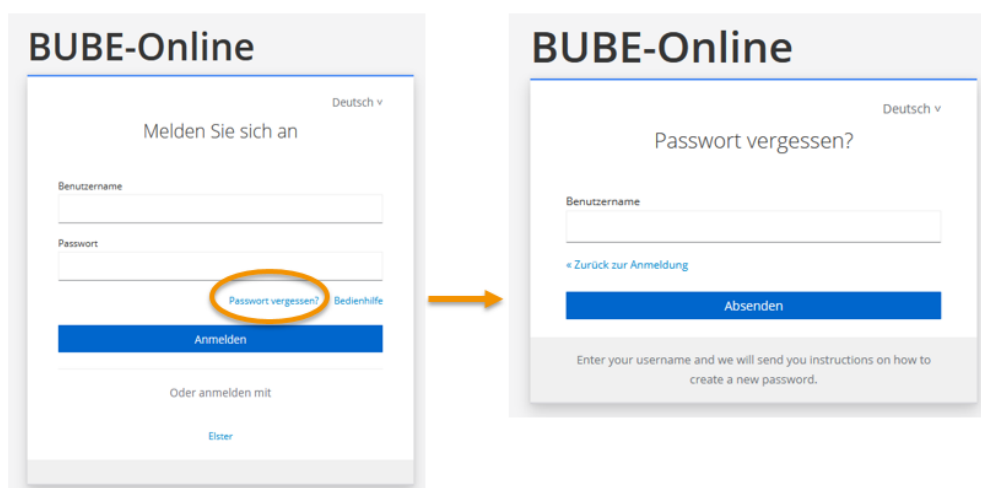 BUBE-Online
Deutsch ˅
Melden Sie sich an
Benutzername
Passwort
Passwort vergessen? Bedienhilfe
Anmelden
Oder anmelden mit
Elster
BUBE-Online
Deutsch ˅
Passwort vergessen?
Benutzername
« Zurück zur Anmeldung
Absenden
Enter your username and we will send you instructions on how to
create a new password.